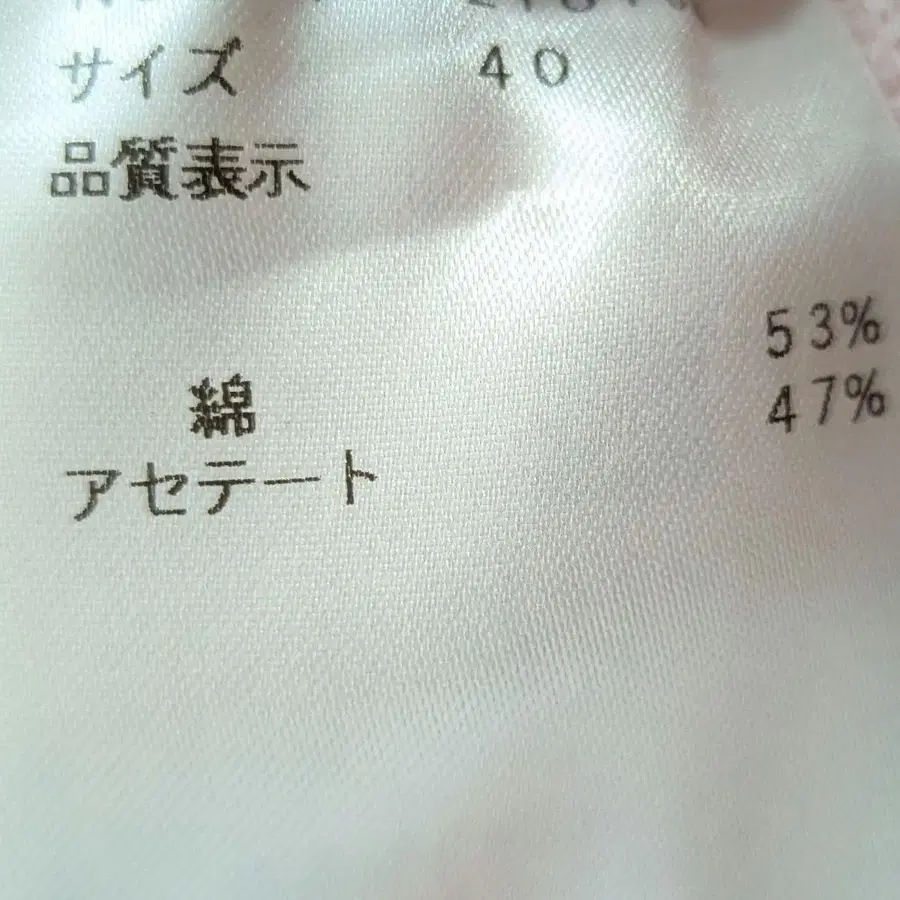 サイズ 40
品質表示
綿 53%
アセテート 47%